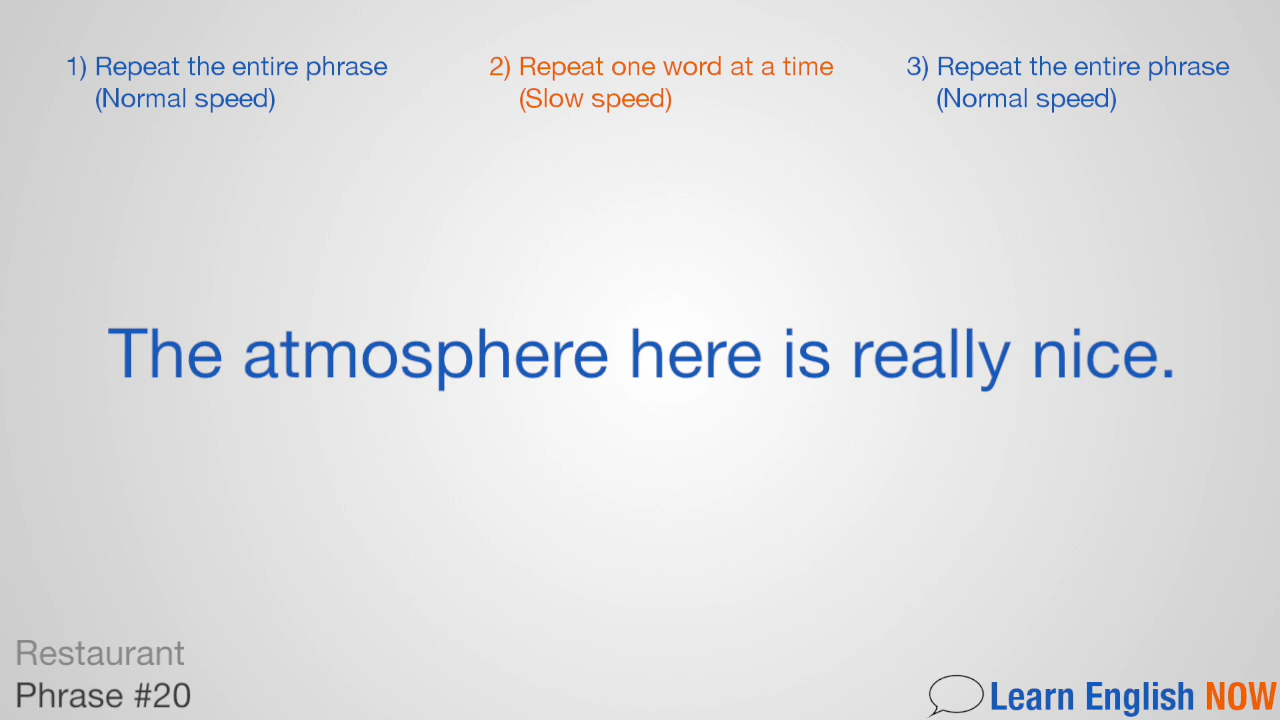 1) Repeat the entire phrase
(Normal speed)
2) Repeat one word at a time
(Slow speed)
3) Repeat the entire phrase
(Normal speed)
The atmosphere here is really nice.
Restaurant
Phrase #20
Learn English NOW